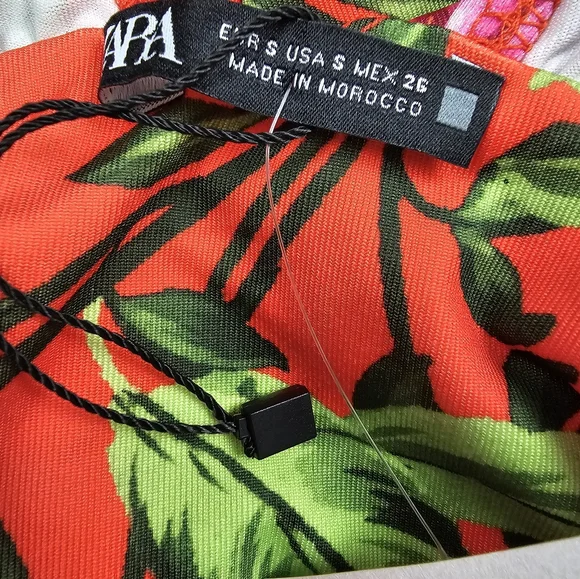 ZARA
EUR S USA S MEX 26
MADE IN MOROCCO